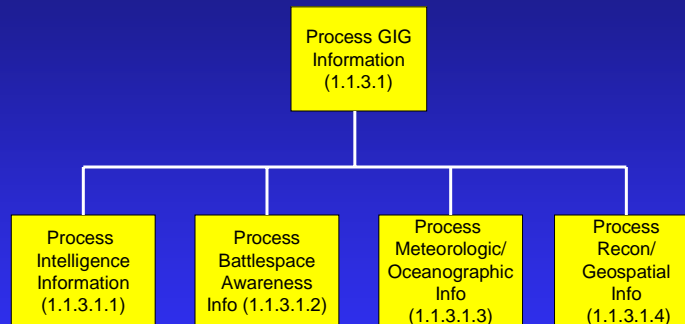 Process GIG
Information
(1.1.3.1)
Process
Intelligence
Information
(1.1.3.1.1)
Process
Battlespace
Awareness
Info (1.1.3.1.2)
Process
Meteorologic/
Oceanographic
Info
(1.1.3.1.3)
Process
Recon/
Geospatial
Info
(1.1.3.1.4)